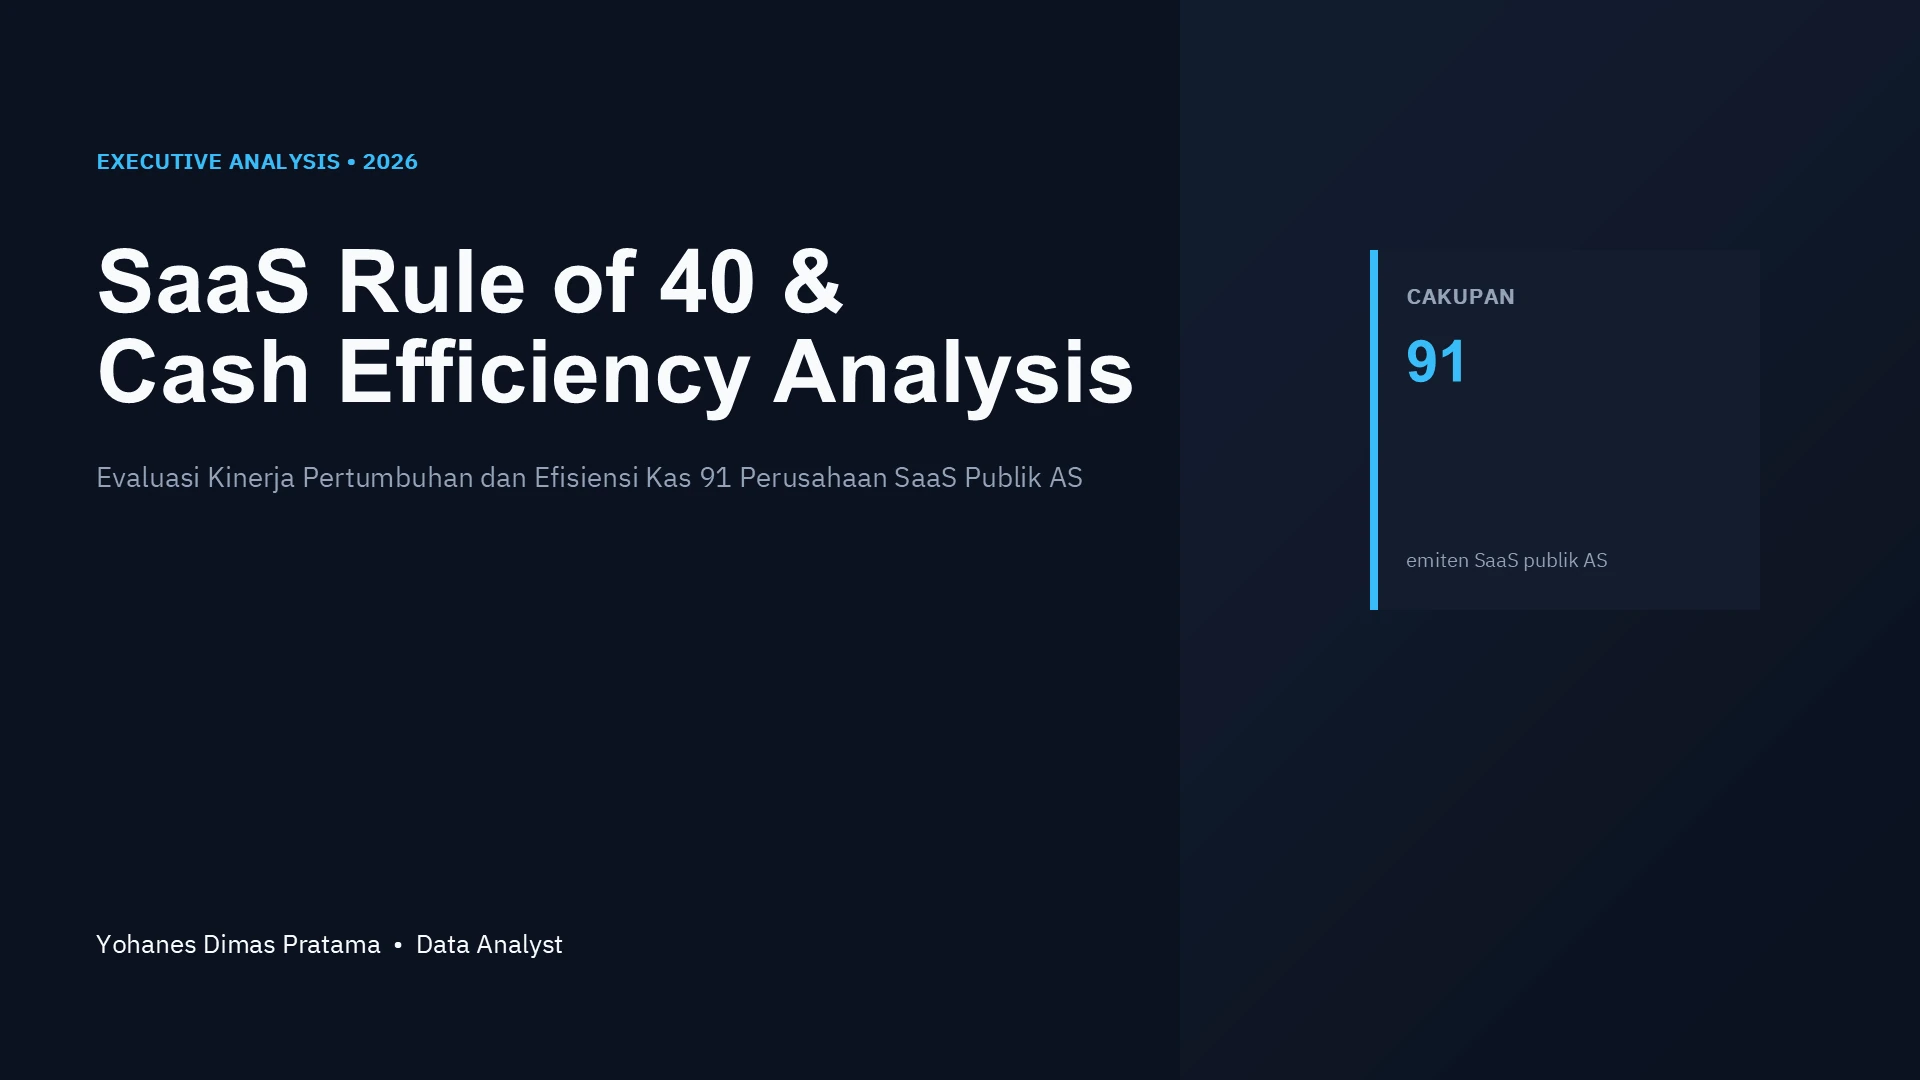 EXECUTIVE ANALYSIS • 2026
SaaS Rule of 40 &
Cash Efficiency Analysis
Evaluasi Kinerja Pertumbuhan dan Efisiensi Kas 91 Perusahaan SaaS Publik AS
CAKUPAN
91
emiten SaaS publik AS
Yohanes Dimas Pratama • Data Analyst